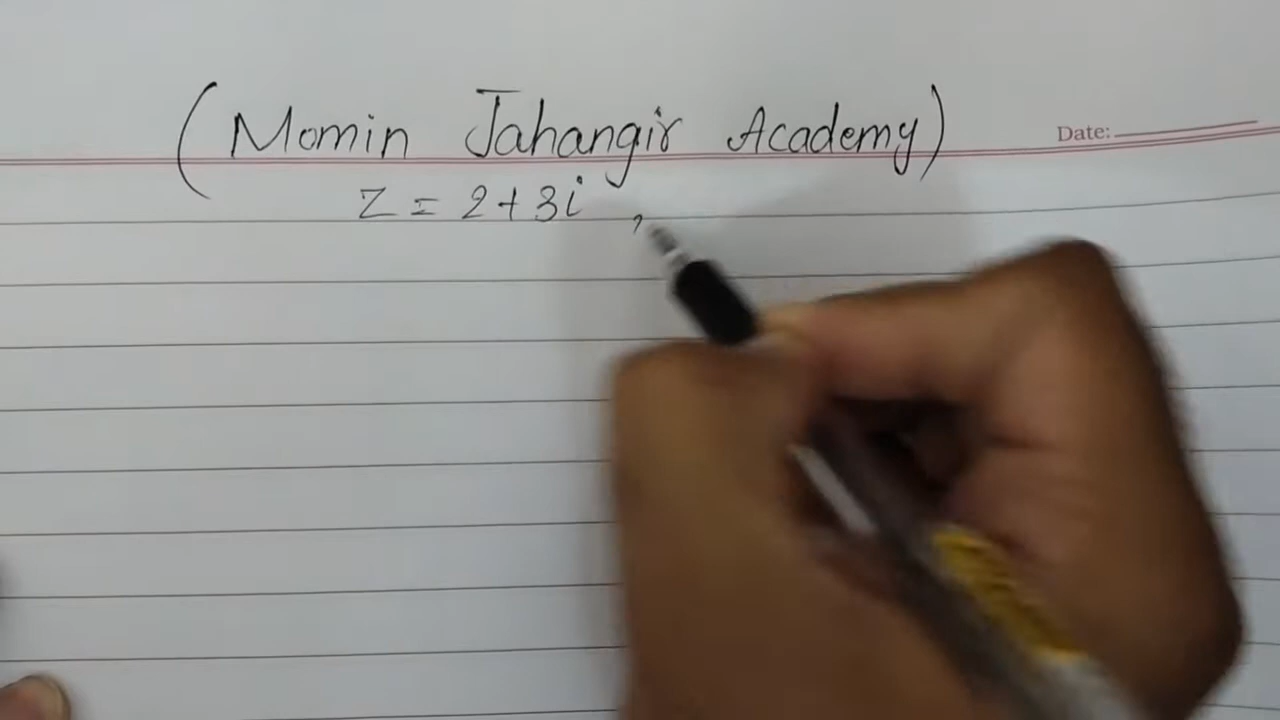 (Momin Jahangir Academy)
Date:
z = 2+3i ,